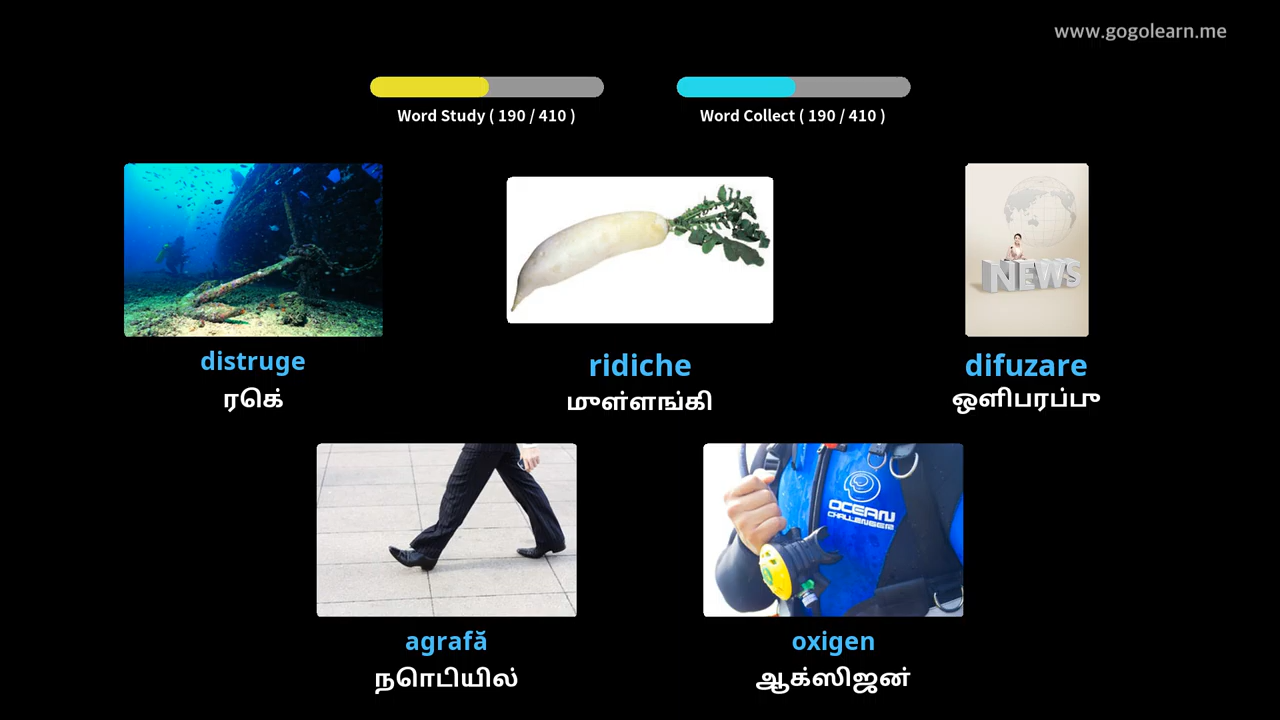 www.gogolearn.me
Word Study ( 190 / 410 )
Word Collect ( 190 / 410 )
distruge
ரகெ்
ridiche
முள்ளங்கி
difuzare
ஒளிபரப்பு
NEWS
agrafă
நொடியில்
OCEAN
CHALLENGER
oxigen
ஆக்ஸிஜன்